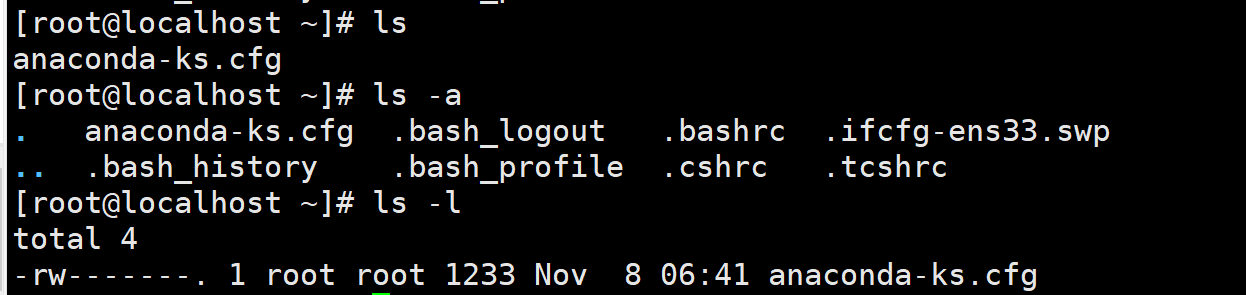 [root@localhost ~]# ls
anaconda-ks.cfg
[root@localhost ~]# ls -a
.   anaconda-ks.cfg  .bash_logout   .bashrc  .ifcfg-ens33.swp
..  .bash_history    .bash_profile  .cshrc   .tcshrc
[root@localhost ~]# ls -l
total 4
-rw-------. 1 root root 1233 Nov  8 06:41 anaconda-ks.cfg